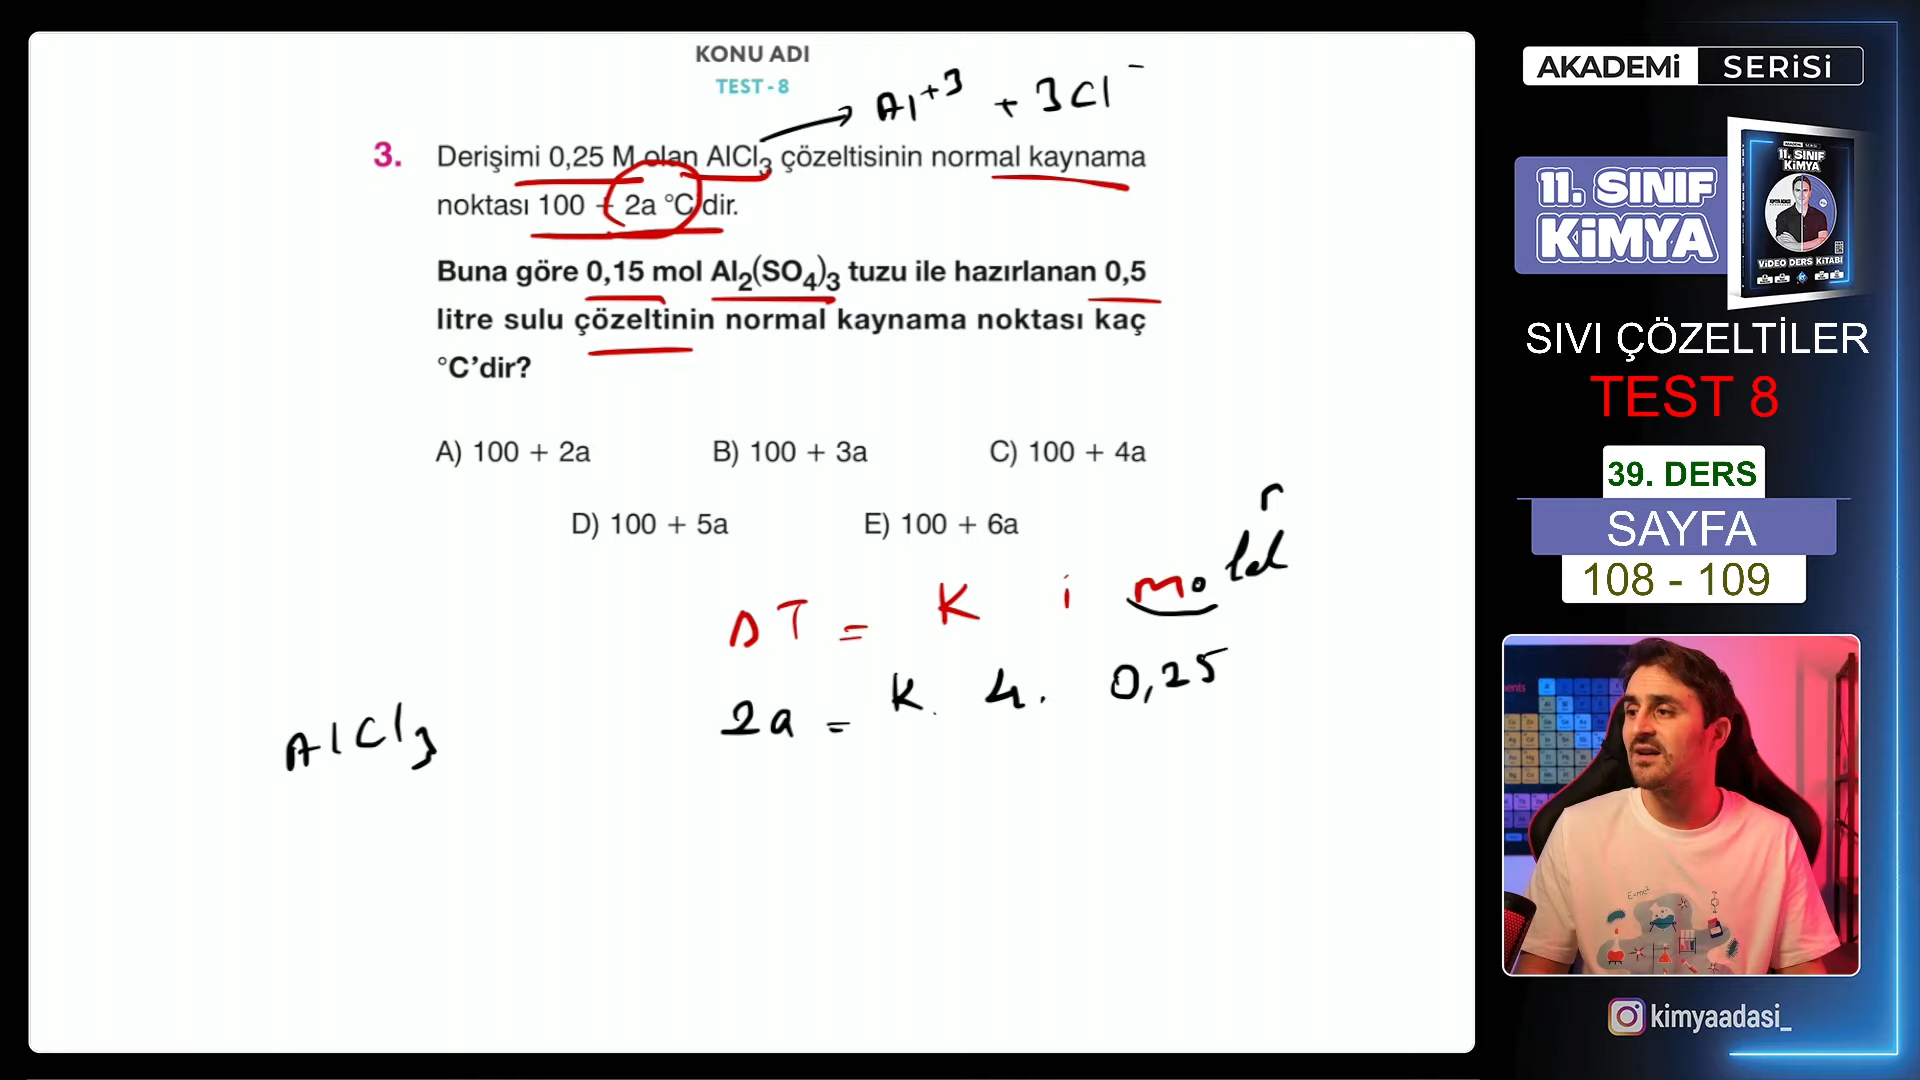 KONU ADI
TEST - 8
Al+3 + 3Cl-
3. Derişimi 0,25 M olan AlCl3 çözeltisinin normal kaynama
noktası 100 + 2a °C dir.
Buna göre 0,15 mol Al2(SO4)3 tuzu ile hazırlanan 0,5
litre sulu çözeltinin normal kaynama noktası kaç
°C'dir?
A) 100 + 2a B) 100 + 3a C) 100 + 4a
D) 100 + 5a E) 100 + 6a
ΔT = K i m
2a = K. 4. 0,25
AlCl3
AKADEMİ SERİSİ
11. SINIF
KİMYA
11. SINIF
KİMYA
VİDEO DERS KİTABI
SIVI ÇÖZELTİLER
TEST 8
39. DERS
SAYFA
108 - 109
kimyaadasi_